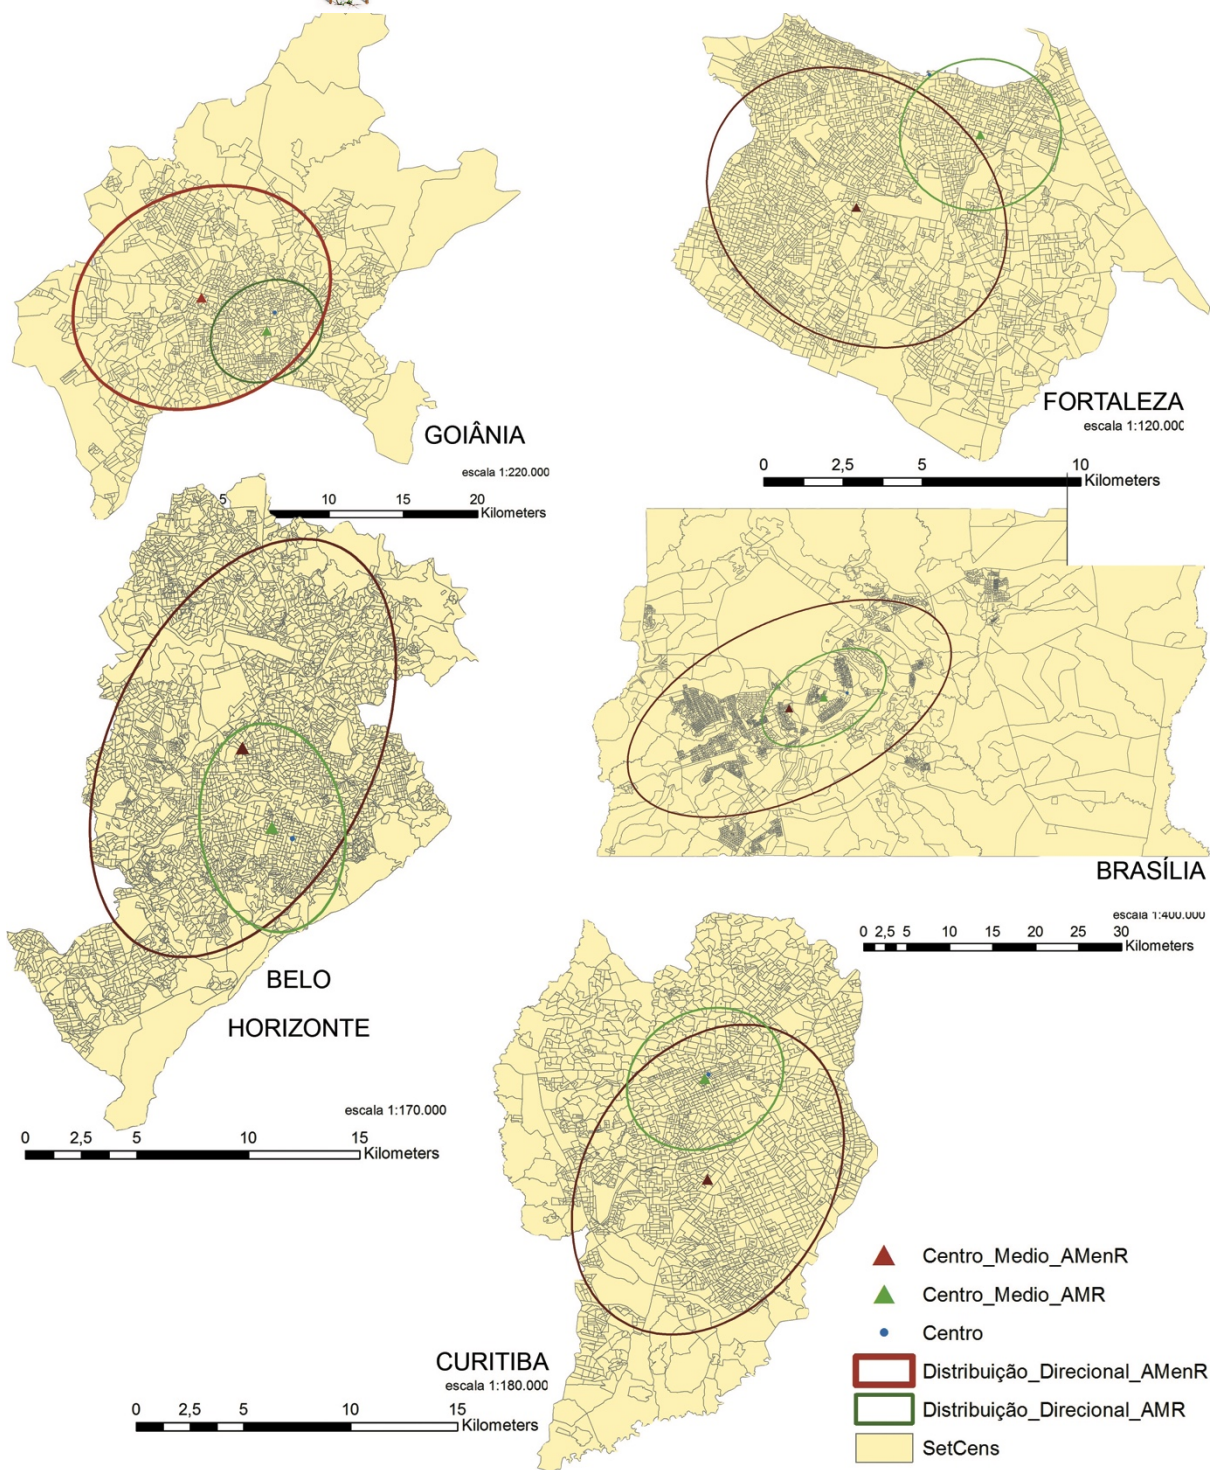 GOIÂNIA
escala 1:220.000
5 10 15 20
Kilometers
FORTALEZA
escala 1:120.000
0 2,5 5 10
Kilometers
BELO
HORIZONTE
escala 1:170.000
0 2,5 5 10 15
Kilometers
BRASÍLIA
escala 1:400.000
0 2,5 5 10 15 20 25 30
Kilometers
CURITIBA
escala 1:180.000
0 2,5 5 10 15
Kilometers
Centro_Medio_AMenR
Centro_Medio_AMR
Centro
Distribuição_Direcional_AMenR
Distribuição_Direcional_AMR
SetCens